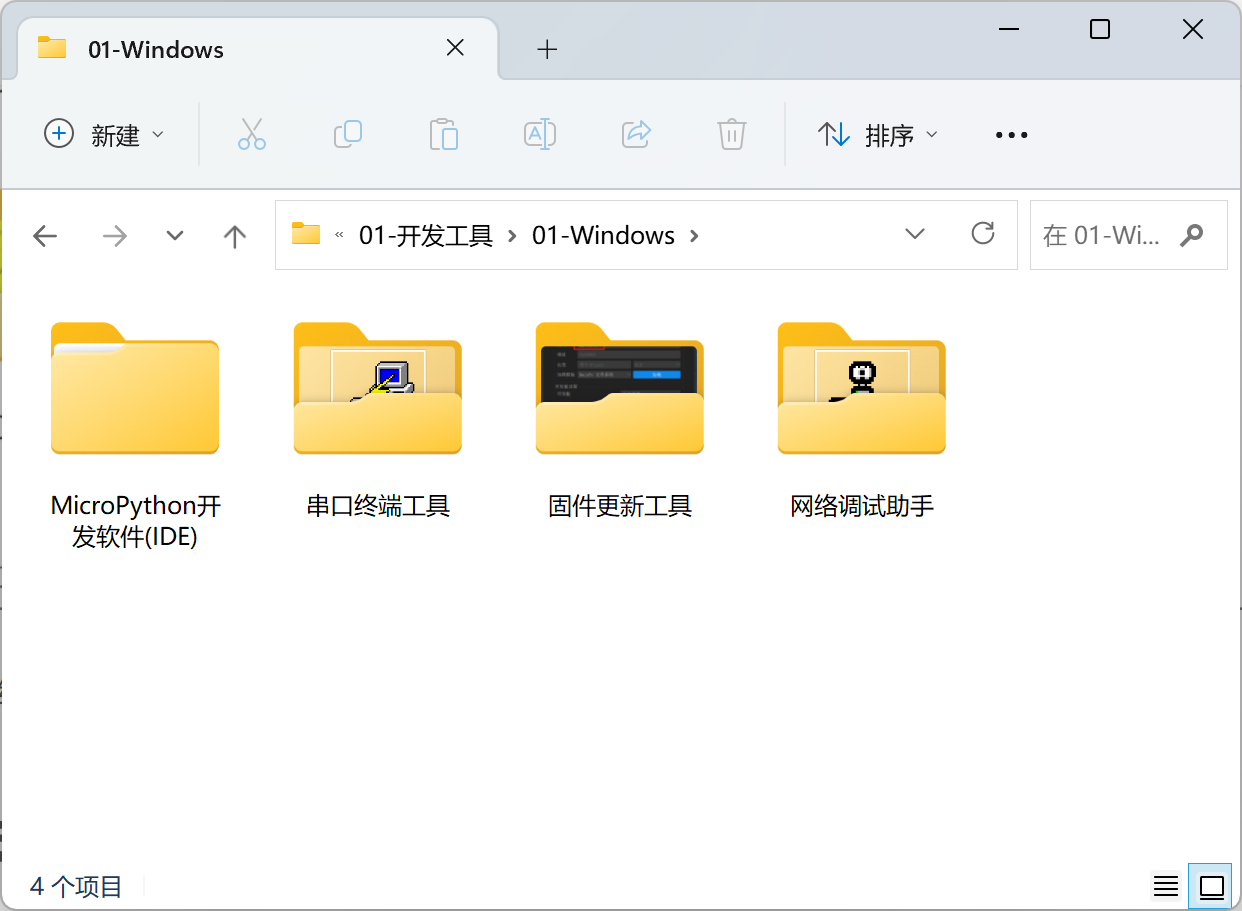 01-Windows
新建
排序
« 01-开发工具 › 01-Windows ›
在 01-Wi...
MicroPython开
发软件(IDE)
串口终端工具
固件更新工具
网络调试助手
4 个项目